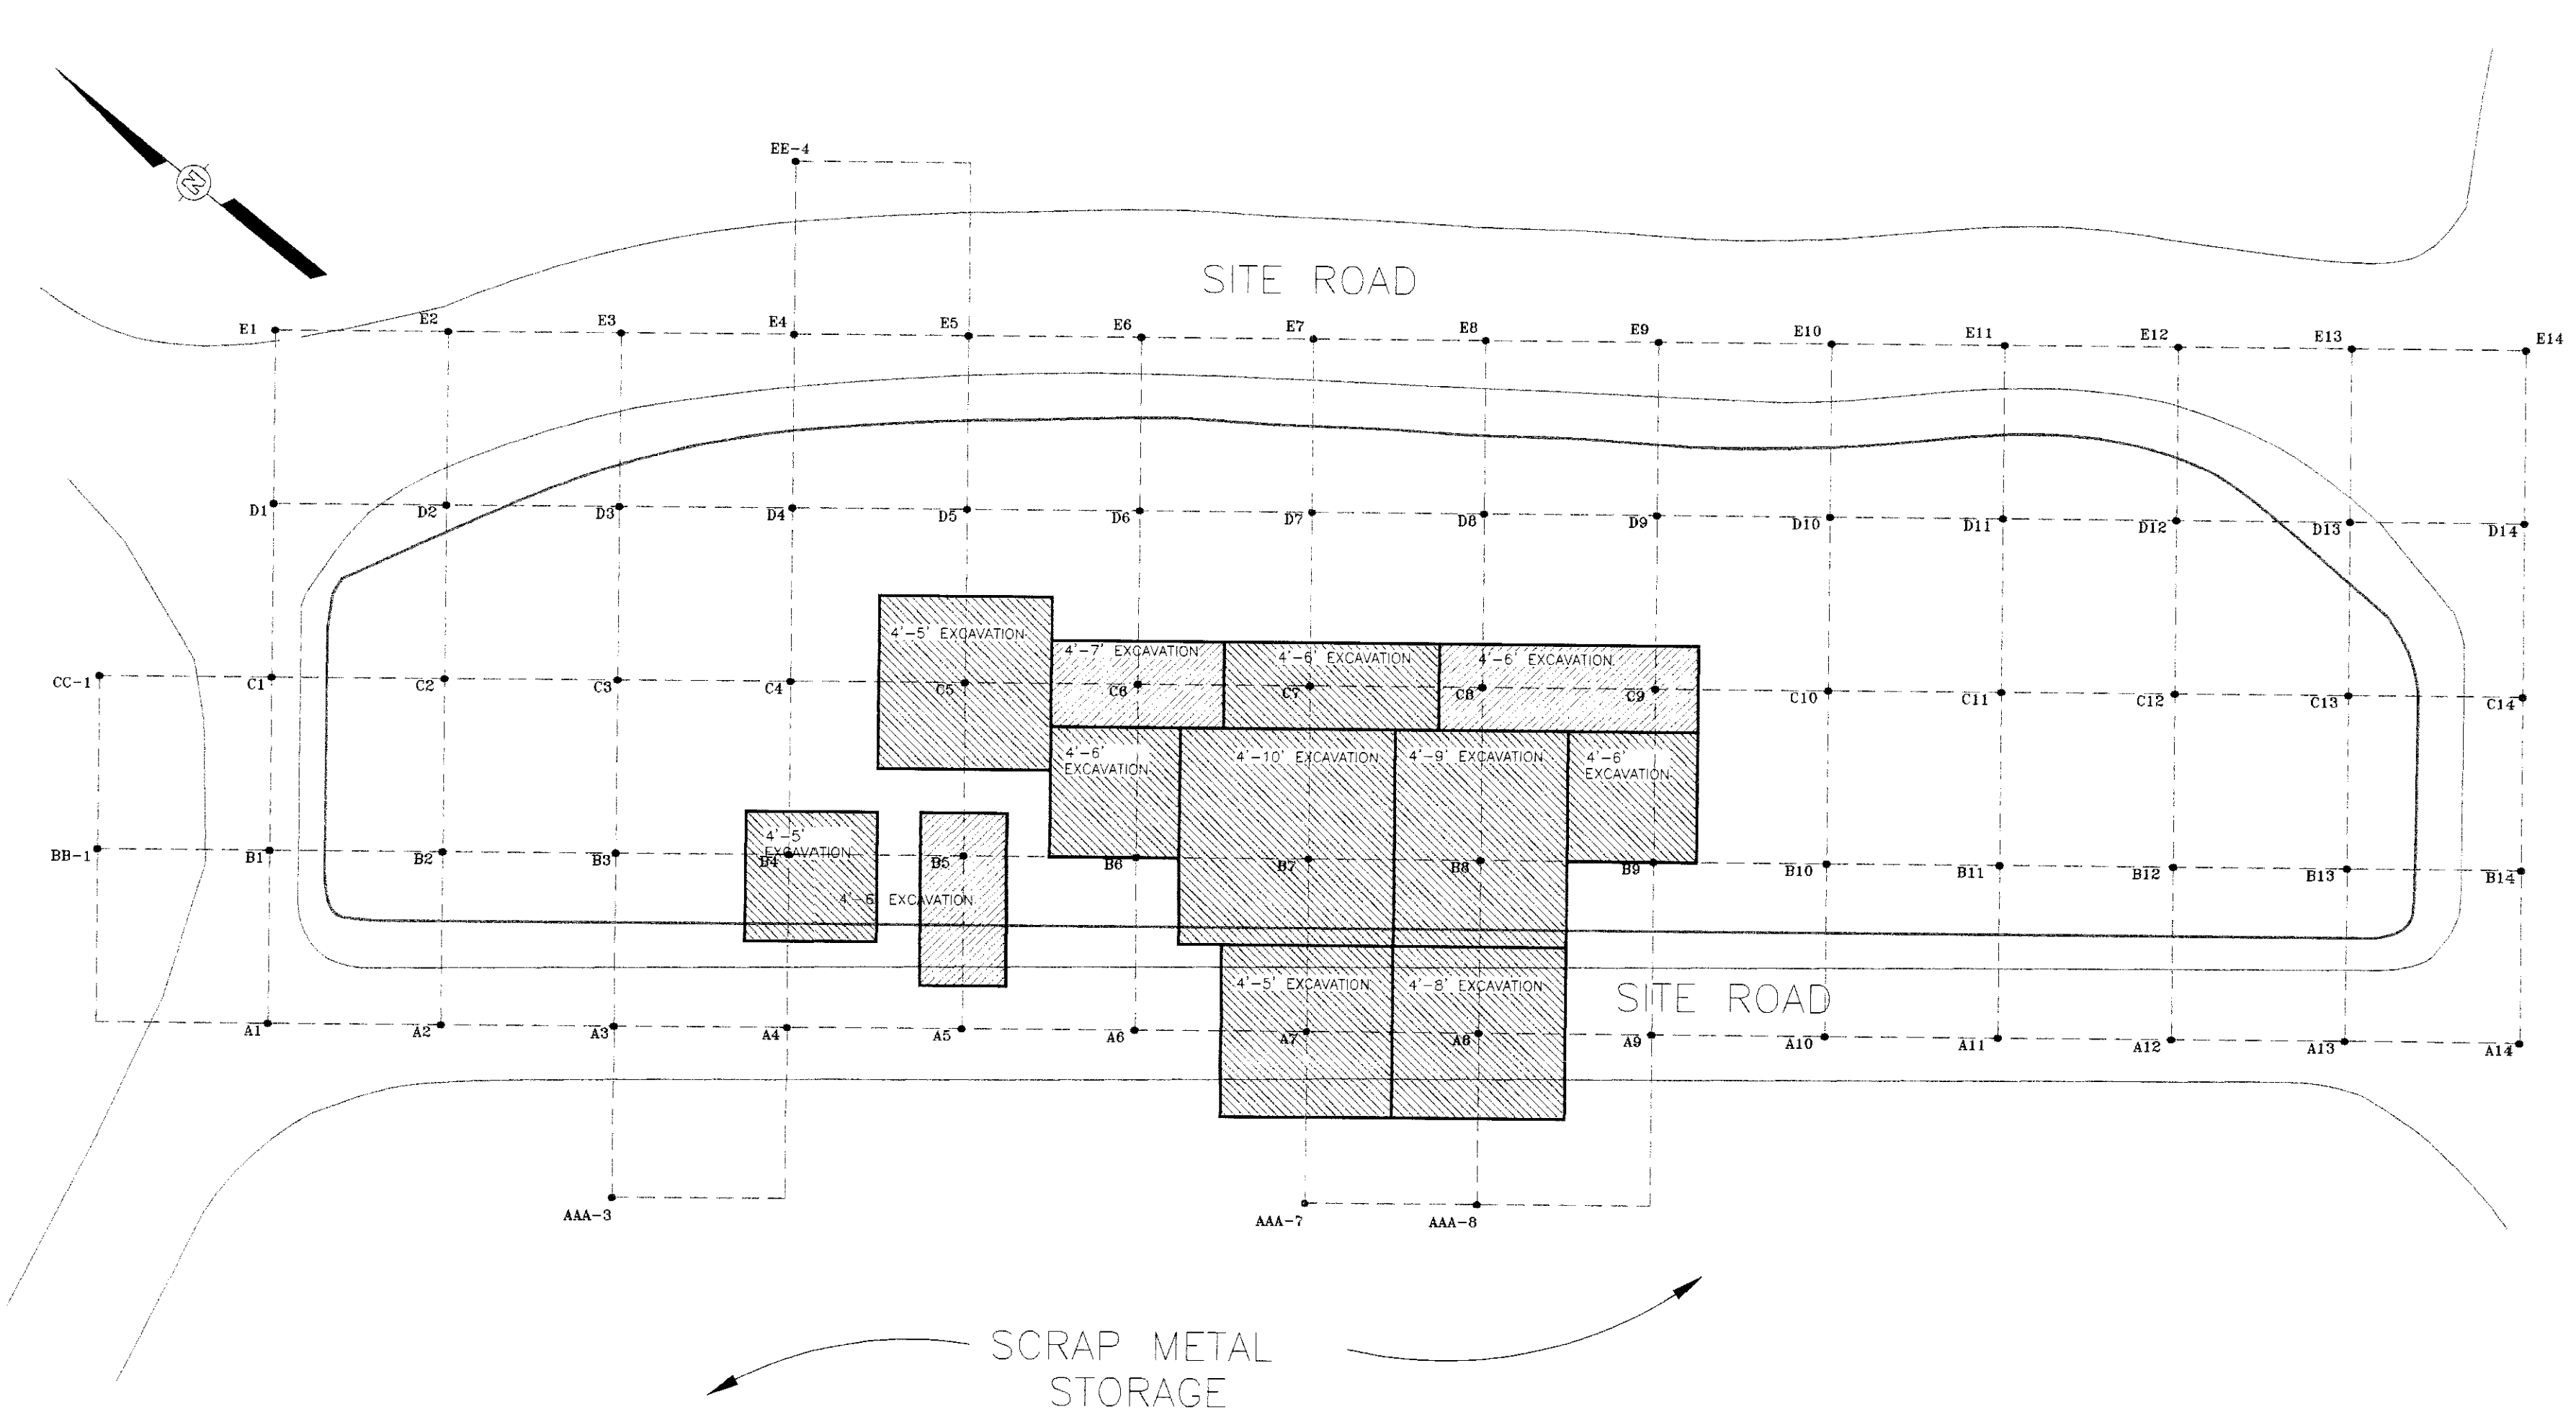 EE-4
N
SITE ROAD
E1 E2 E3 E4 E5 E6 E7 E8 E9 E10 E11 E12 E13 E14
D1 D2 D3 D4 D5 D6 D7 D8 D9 D10 D11 D12 D13 D14
4'-5' EXCAVATION
4'-7' EXCAVATION
4'-6' EXCAVATION
4'-6' EXCAVATION
CC-1 C1 C2 C3 C4 C5 C6 C7 C8 C9 C10 C11 C12 C13 C14
4'-6'
EXCAVATION
4'-10' EXCAVATION
4'-9' EXCAVATION
4'-6'
EXCAVATION
4'-5'
EXCAVATION
BB-1 B1 B2 B3 B4 B5 B6 B7 B8 B9 B10 B11 B12 B13 B14
4'-6 EXCAVATION
4'-5' EXCAVATION
4'-8' EXCAVATION
SITE ROAD
A1 A2 A3 A4 A5 A6 A7 A8 A9 A10 A11 A12 A13 A14
AAA-3 AAA-7 AAA-8
SCRAP METAL
STORAGE